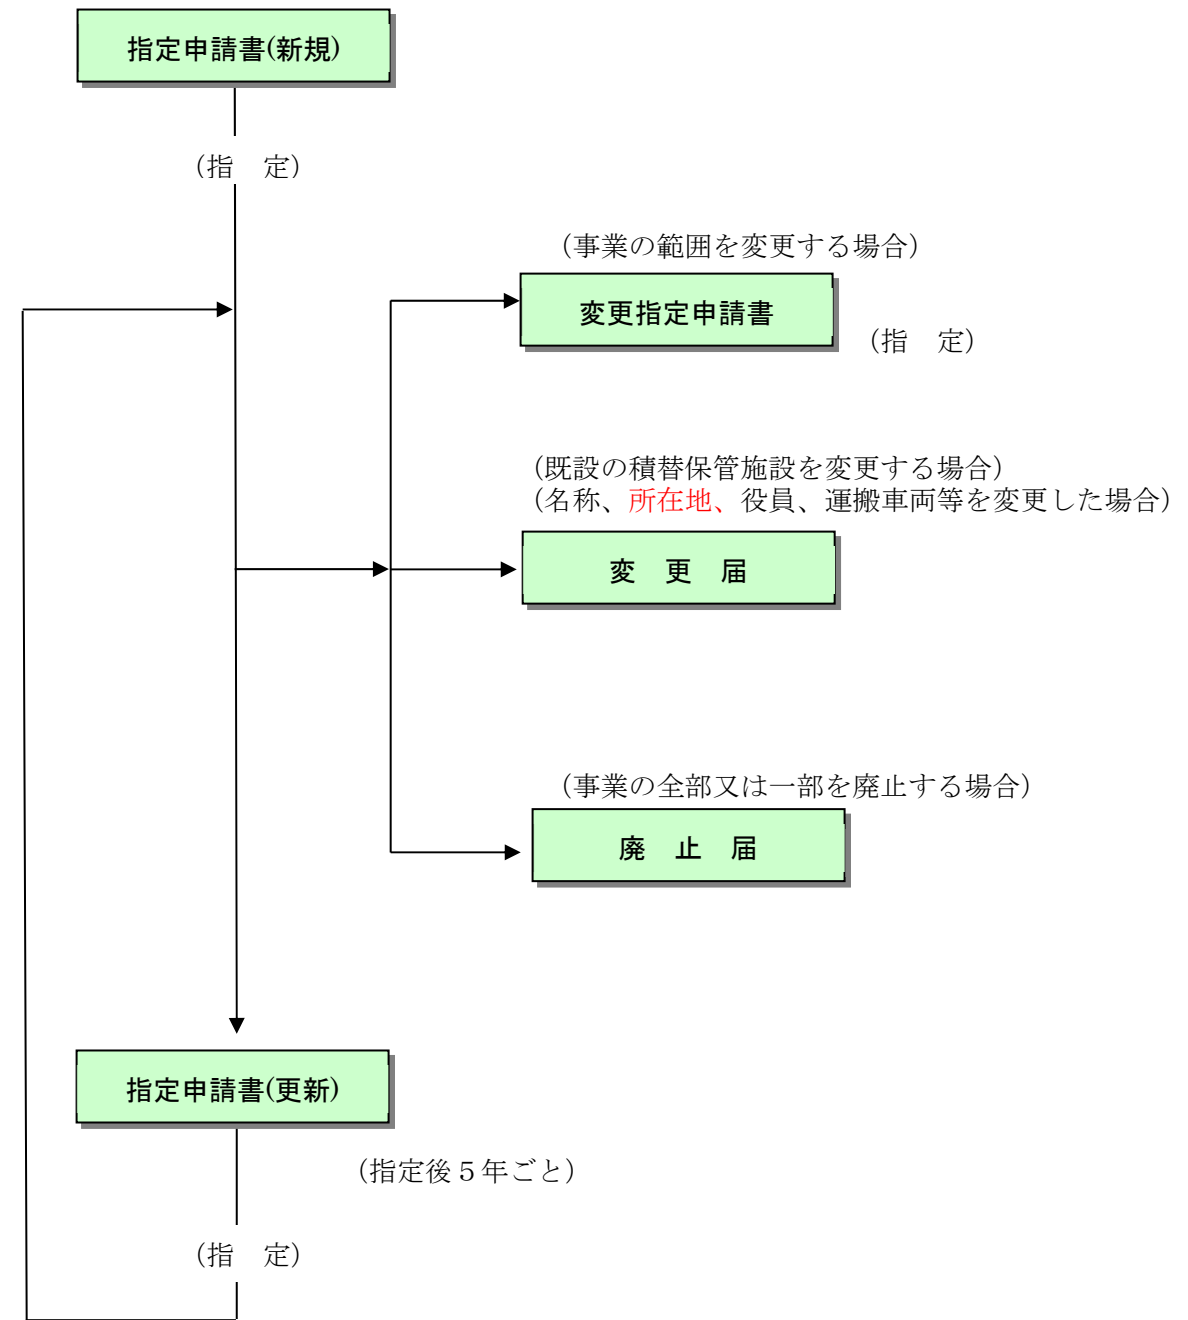 指定申請書(新規)
（指　定）
（事業の範囲を変更する場合）
変更指定申請書
（指　定）
（既設の積替保管施設を変更する場合）
（名称、所在地、役員、運搬車両等を変更した場合）
変　更　届
（事業の全部又は一部を廃止する場合）
廃　止　届
指定申請書(更新)
（指定後５年ごと）
（指　定）